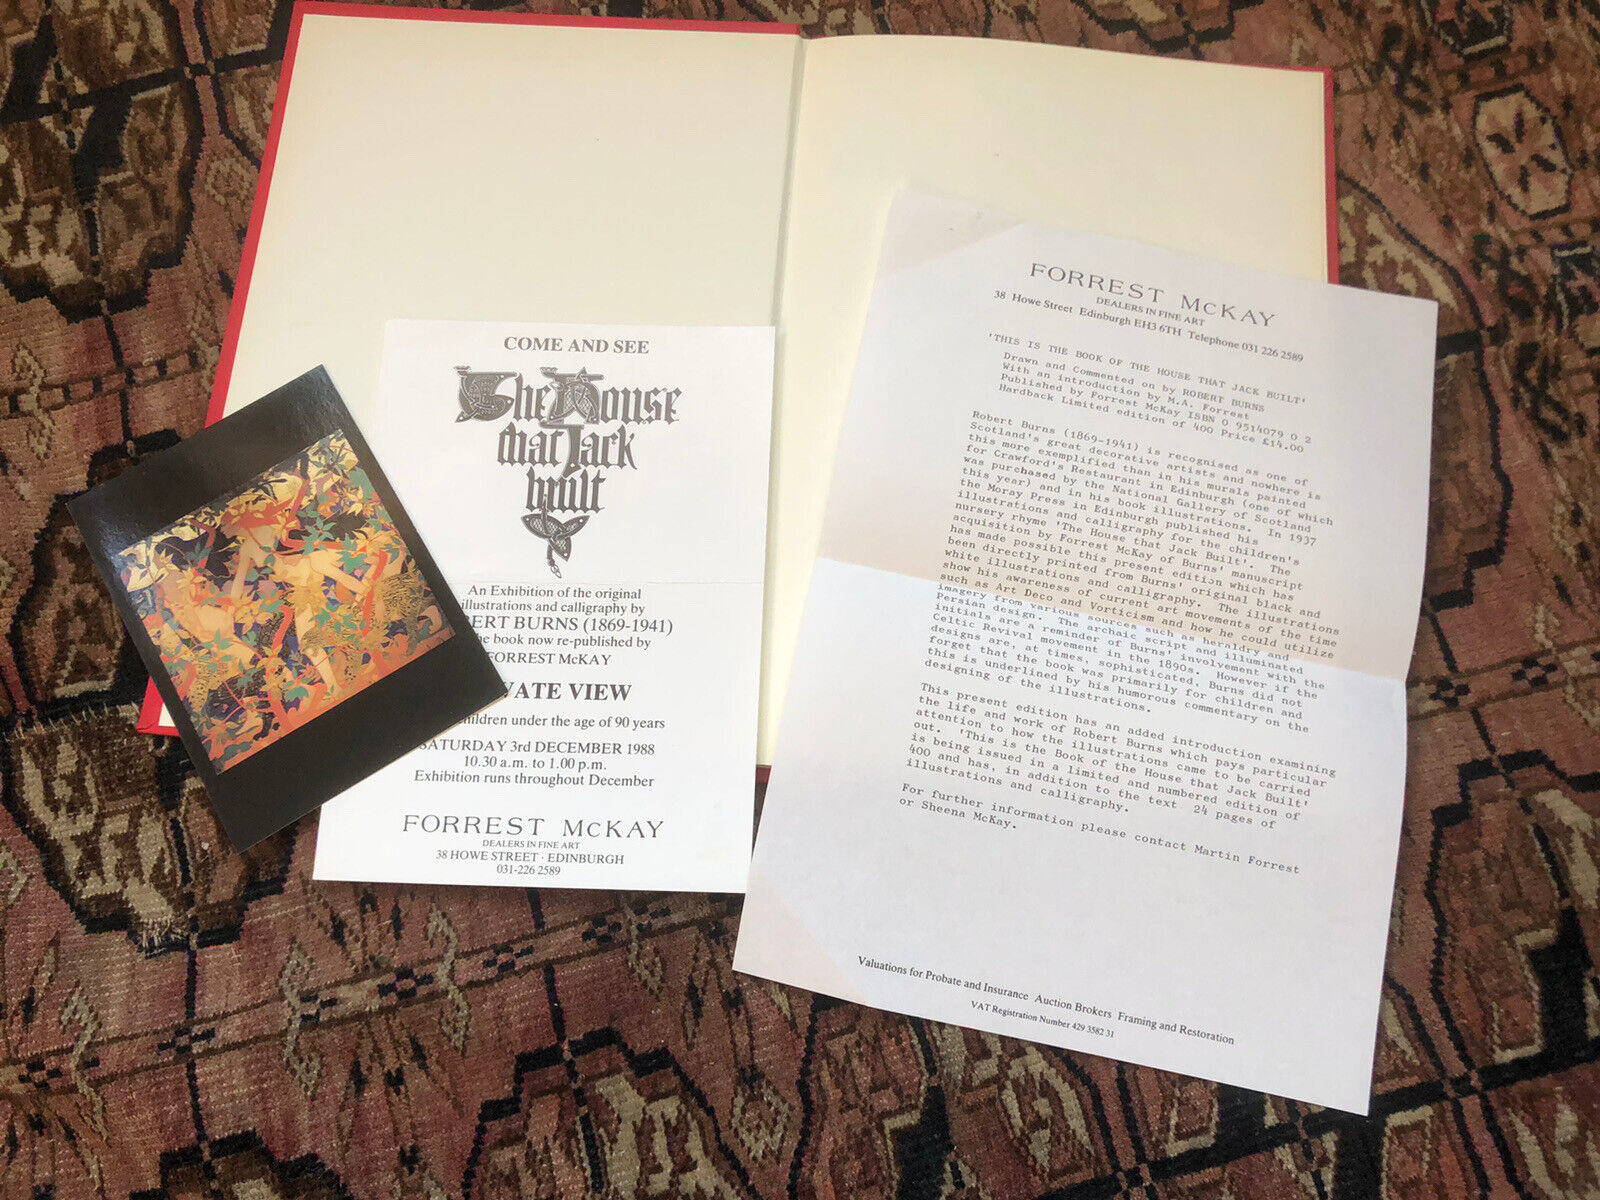 COME AND SEE
The House
that Jack
built
An Exhibition of the original
illustrations and calligraphy by
BERT BURNS (1869-1941)
he book now re-published by
FORREST McKAY
VATE VIEW
children under the age of 90 years
SATURDAY 3rd DECEMBER 1988
10.30 a.m. to 1.00 p.m.
Exhibition runs throughout December
FORREST McKAY
DEALERS IN FINE ART
38 HOWE STREET · EDINBURGH
031-226 2589
FORREST McKAY
DEALERS IN FINE ART
38 Howe Street Edinburgh EH3 6TH Telephone 031 226 2589
'THIS IS THE BOOK OF THE HOUSE THAT JACK BUILT'
Drawn and Commented on by ROBERT BURNS
With an introduction by M.A. Forrest
Published by Forrest McKay ISBN 0 9514079 0 2
Hardback Limited edition of 400 Price £14.00
Robert Burns (1869-1941) is recognised as one of
Scotland's great decorative artists and nowhere is
this more exemplified than in his murals painted
for Crawford's Restaurant in Edinburgh (one of which
was purchased by the National Gallery of Scotland
this year) and in his book illustrations. In 1937
the Moray Press in Edinburgh published his
illustrations and calligraphy for the children's
nursery rhyme 'The House that Jack Built'. The
acquisition by Forrest McKay of Burns' manuscript
has made possible this present edition which has
been directly printed from Burns' original black and
white illustrations and calligraphy. The illustrations
show his awareness of current art movements of the time
such as Art Deco and Vorticism and how he could utilize
imagery from various sources such as heraldry and
Persian design. The archaic script and illuminated
initials are a reminder of Burns' involvement with the
Celtic Revival movement in the 1890s. However if the
designs are, at times, sophisticated, Burns did not
forget that the book was primarily for children and
this is underlined by his humorous commentary on the
designing of the illustrations.
This present edition has an added introduction examining
the life and work of Robert Burns which pays particular
attention to how the illustrations came to be carried
out. 'This is the Book of the House that Jack Built'
is being issued in a limited and numbered edition of
400 and has, in addition to the text 24 pages of
illustrations and calligraphy.
For further information please contact Martin Forrest
or Sheena McKay.
Valuations for Probate and Insurance Auction Brokers Framing and Restoration
VAT Registration Number 429 3582 31